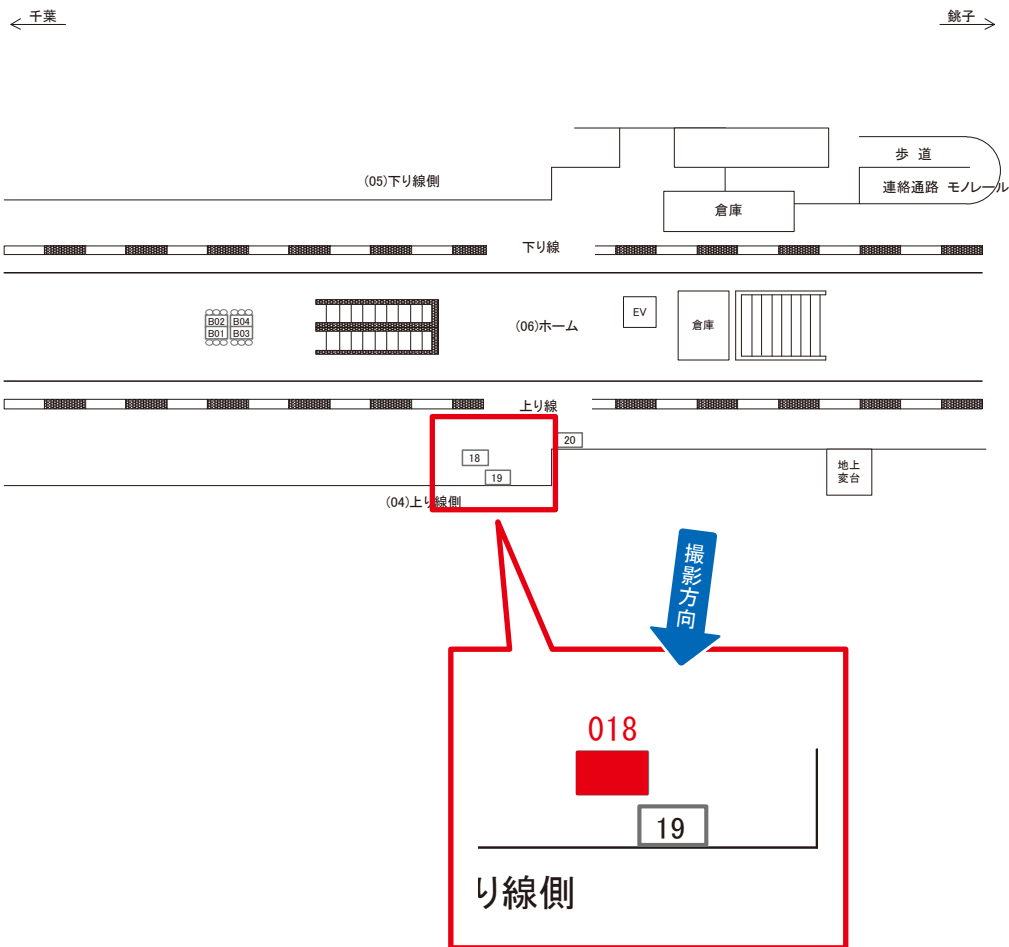 千葉
銚子
歩 道
(05)下り線側
連絡通路 モノレール
倉庫
下り線
B02 B04
B01 B03
(06)ホーム
EV
倉庫
上り線
20
18
19
地上
変台
(04)上り線側
撮影方向
018
19
り線側